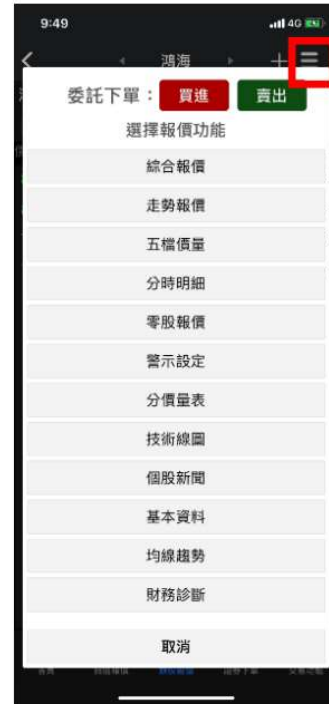 9:49 4G
鴻海
委託下單： 買進 賣出
選擇報價功能
綜合報價
走勢報價
五檔價量
分時明細
零股報價
警示設定
分價量表
技術線圖
個股新聞
基本資料
均線趨勢
財務診斷
取消